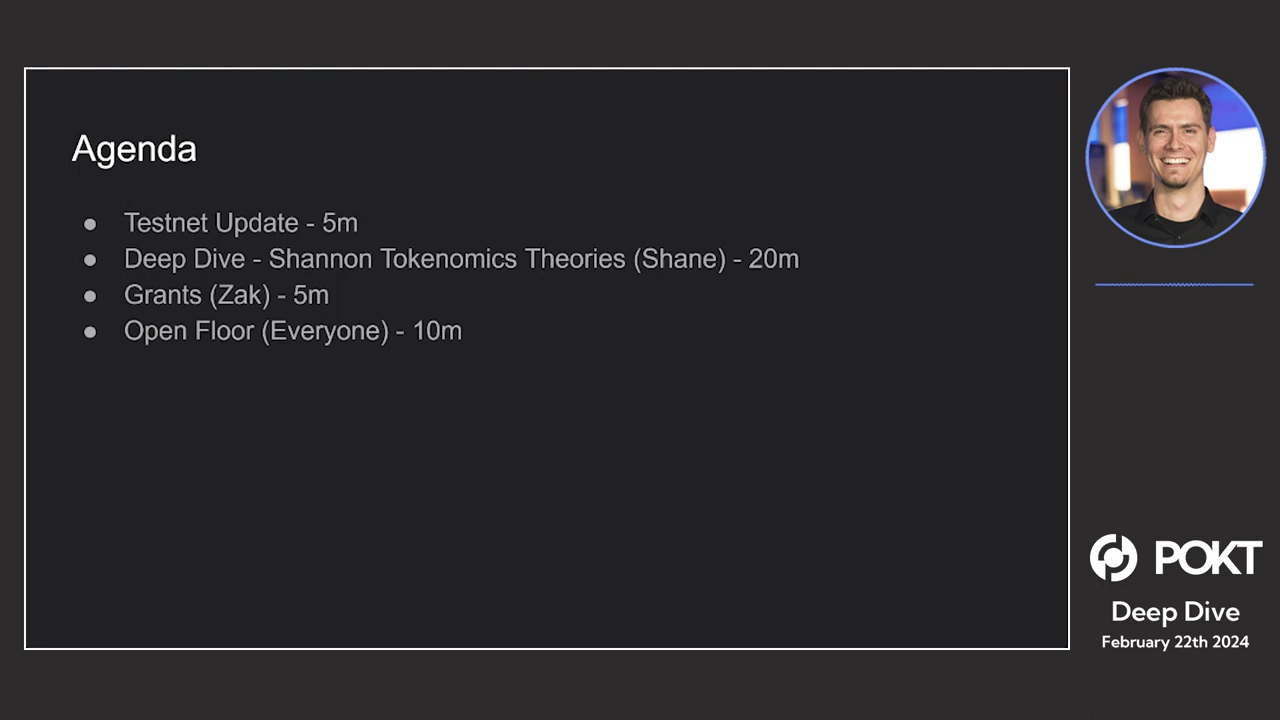 Agenda
● Testnet Update - 5m
● Deep Dive - Shannon Tokenomics Theories (Shane) - 20m
● Grants (Zak) - 5m
● Open Floor (Everyone) - 10m
POKT
Deep Dive
February 22th 2024